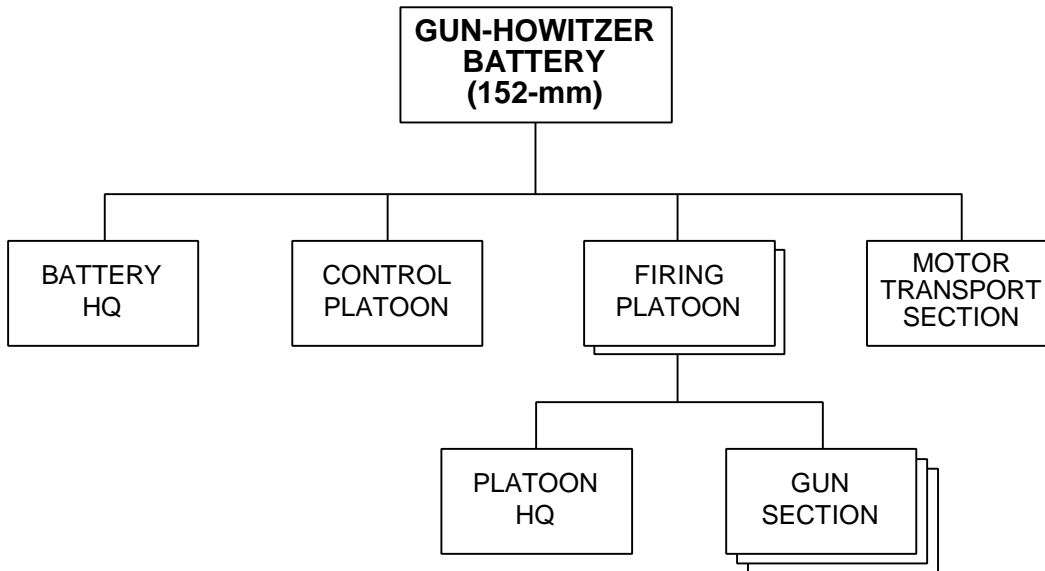 GUN-HOWITZER
BATTERY
(152-mm)
BATTERY
HQ
CONTROL
PLATOON
FIRING
PLATOON
MOTOR
TRANSPORT
SECTION
PLATOON
HQ
GUN
SECTION